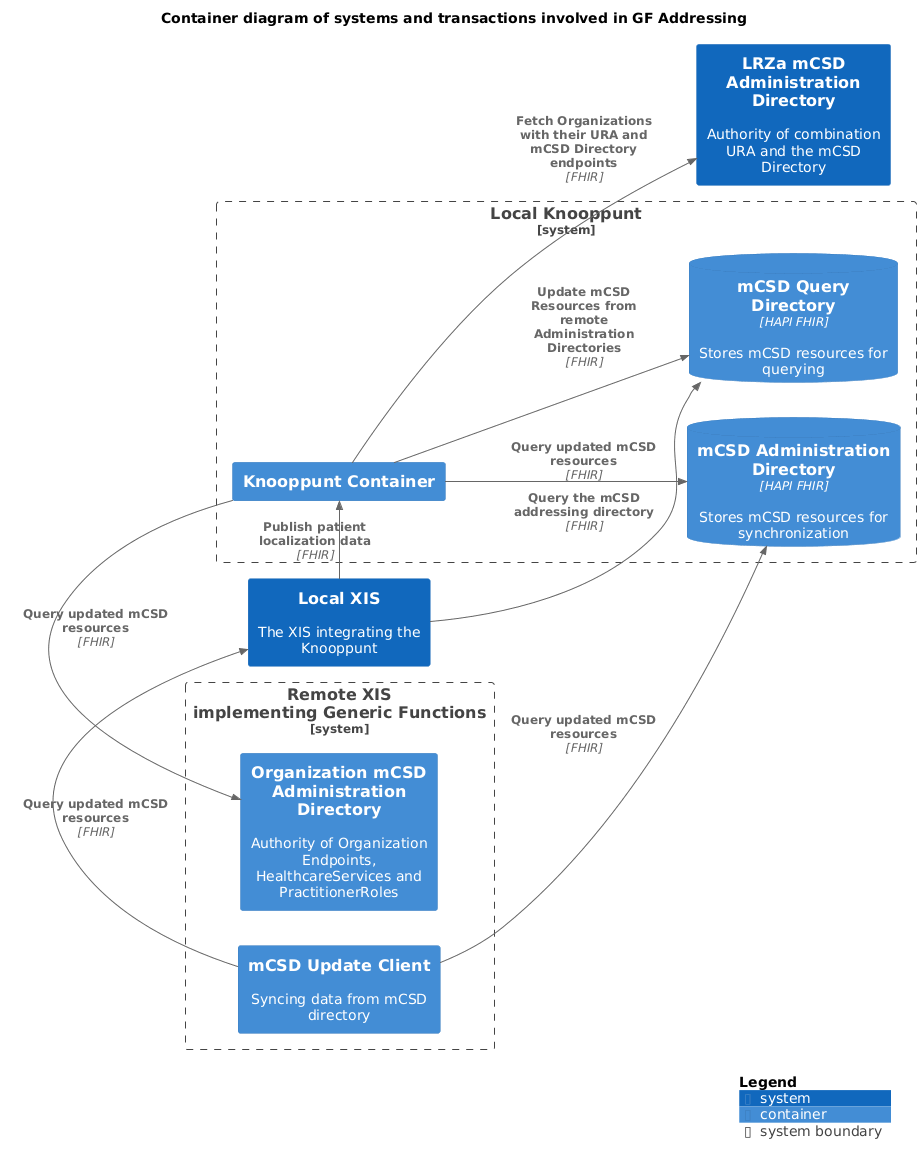 Container diagram of systems and transactions involved in GF Addressing
LRZa mCSD
Administration
Directory
Authority of combination
URA and the mCSD
Directory
Fetch Organizations
with their URA and
mCSD Directory
endpoints
[FHIR]
Local Knooppunt
[system]
mCSD Query
Directory
[HAPI FHIR]
Stores mCSD resources for
querying
Update mCSD
Resources from
remote
Administration
Directories
[FHIR]
mCSD Administration
Directory
[HAPI FHIR]
Stores mCSD resources for
synchronization
Query updated mCSD
resources
[FHIR]
Knooppunt Container
Query the mCSD
addressing directory
[FHIR]
Publish patient
localization data
[FHIR]
Local XIS
The XIS integrating the
Knooppunt
Query updated mCSD
resources
[FHIR]
Remote XIS
implementing Generic Functions
[system]
Query updated mCSD
resources
[FHIR]
Organization mCSD
Administration
Directory
Authority of Organization
Endpoints,
HealthcareServices and
PractitionerRoles
Query updated mCSD
resources
[FHIR]
mCSD Update Client
Syncing data from mCSD
directory
Legend
system
container
system boundary